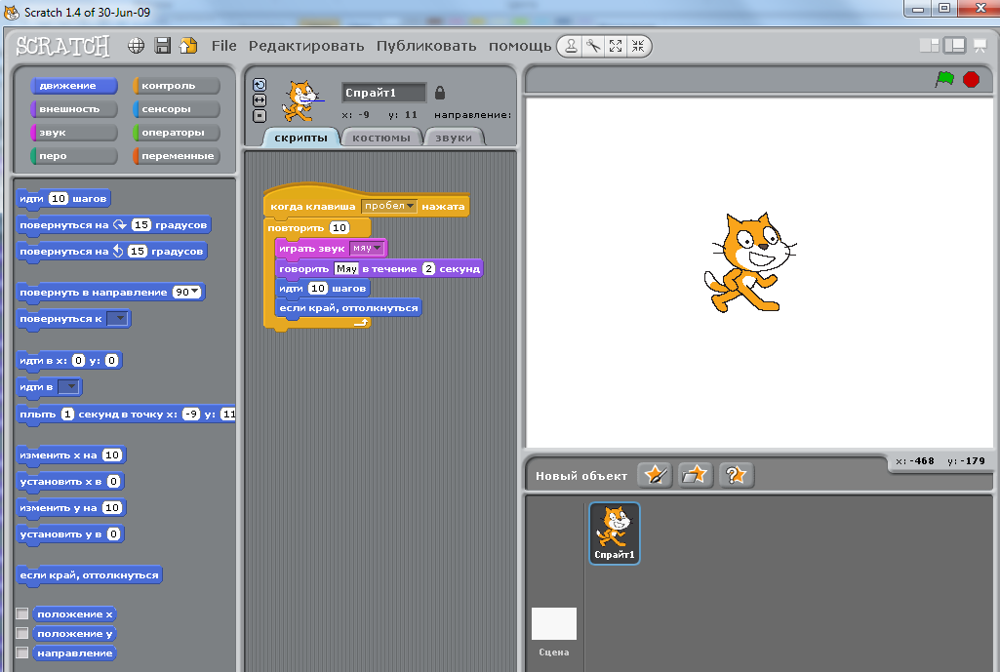 Scratch 1.4 of 30-Jun-09
SCRATCH File Редактировать Публиковать помощь
движение контроль
внешность сенсоры
звук операторы
перо переменные
идти 10 шагов
повернуться на 15 градусов
повернуться на 15 градусов
повернуть в направление 90
повернуться к
идти в x: 0 y: 0
идти в
плыть 1 секунд в точку x: -9 y: 11
изменить x на 10
установить x в 0
изменить у на 10
установить у в 0
если край, оттолкнуться
положение x
положение y
направление
Спрайт1
x: -9 y: 11 направление:
скрипты костюмы звуки
когда клавиша пробел нажата
повторить 10
играть звук мяу
говорить Мяу в течение 2 секунд
идти 10 шагов
если край, оттолкнуться
x: -468 y: -179
Новый объект
Спрайт1
Сцена